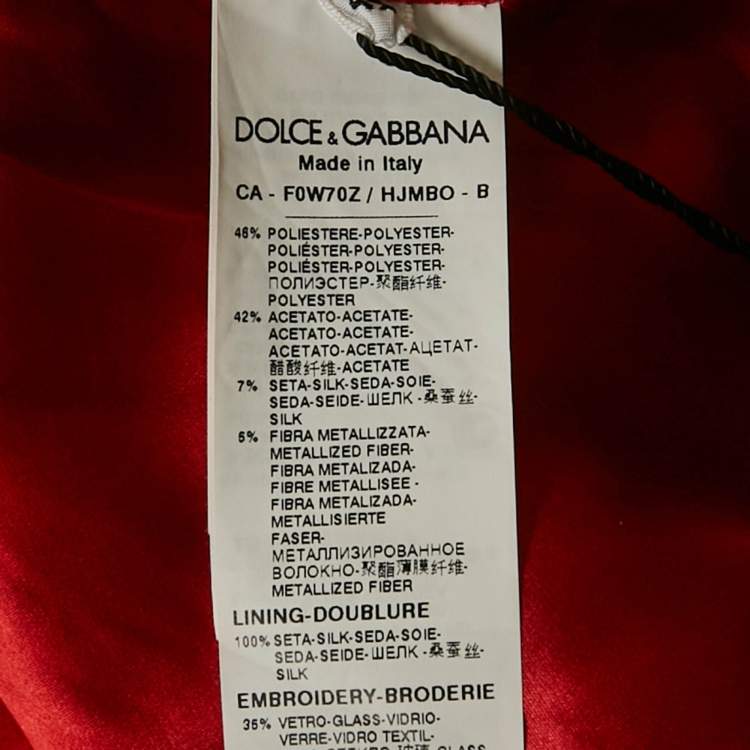 DOLCE & GABBANA
Made in Italy
CA - F0W70Z / HJMBO - B
46% POLIESTERE-POLYESTER-
POLIÉSTER-POLYESTER-
POLIÉSTER-POLYESTER-
ПОЛИЭСТЕР-聚酯纤维-
POLYESTER
42% ACETATO-ACETATE-
ACETATO-ACETATE-
ACETATO-ACETAT-АЦЕТАТ-
醋酸纤维-ACETATE
7% SETA-SILK-SEDA-SOIE-
SEDA-SEIDE-ШЕЛК -桑蚕丝-
SILK
5% FIBRA METALLIZZATA-
METALLIZED FIBER-
FIBRA METALIZADA-
FIBRE METALLISEE -
FIBRA METALIZADA-
METALLISIERTE
FASER-
МЕТАЛЛИЗИРОВАННОЕ
ВОЛОКНО-聚酯薄膜纤维-
METALLIZED FIBER
LINING-DOUBLURE
100% SETA-SILK-SEDA-SOIE-
SEDA-SEIDE-ШЕЛК -桑蚕丝-
SILK
EMBROIDERY-BRODERIE
35% VETRO-GLASS-VIDRIO-
VERRE-VIDRO TEXTIL-